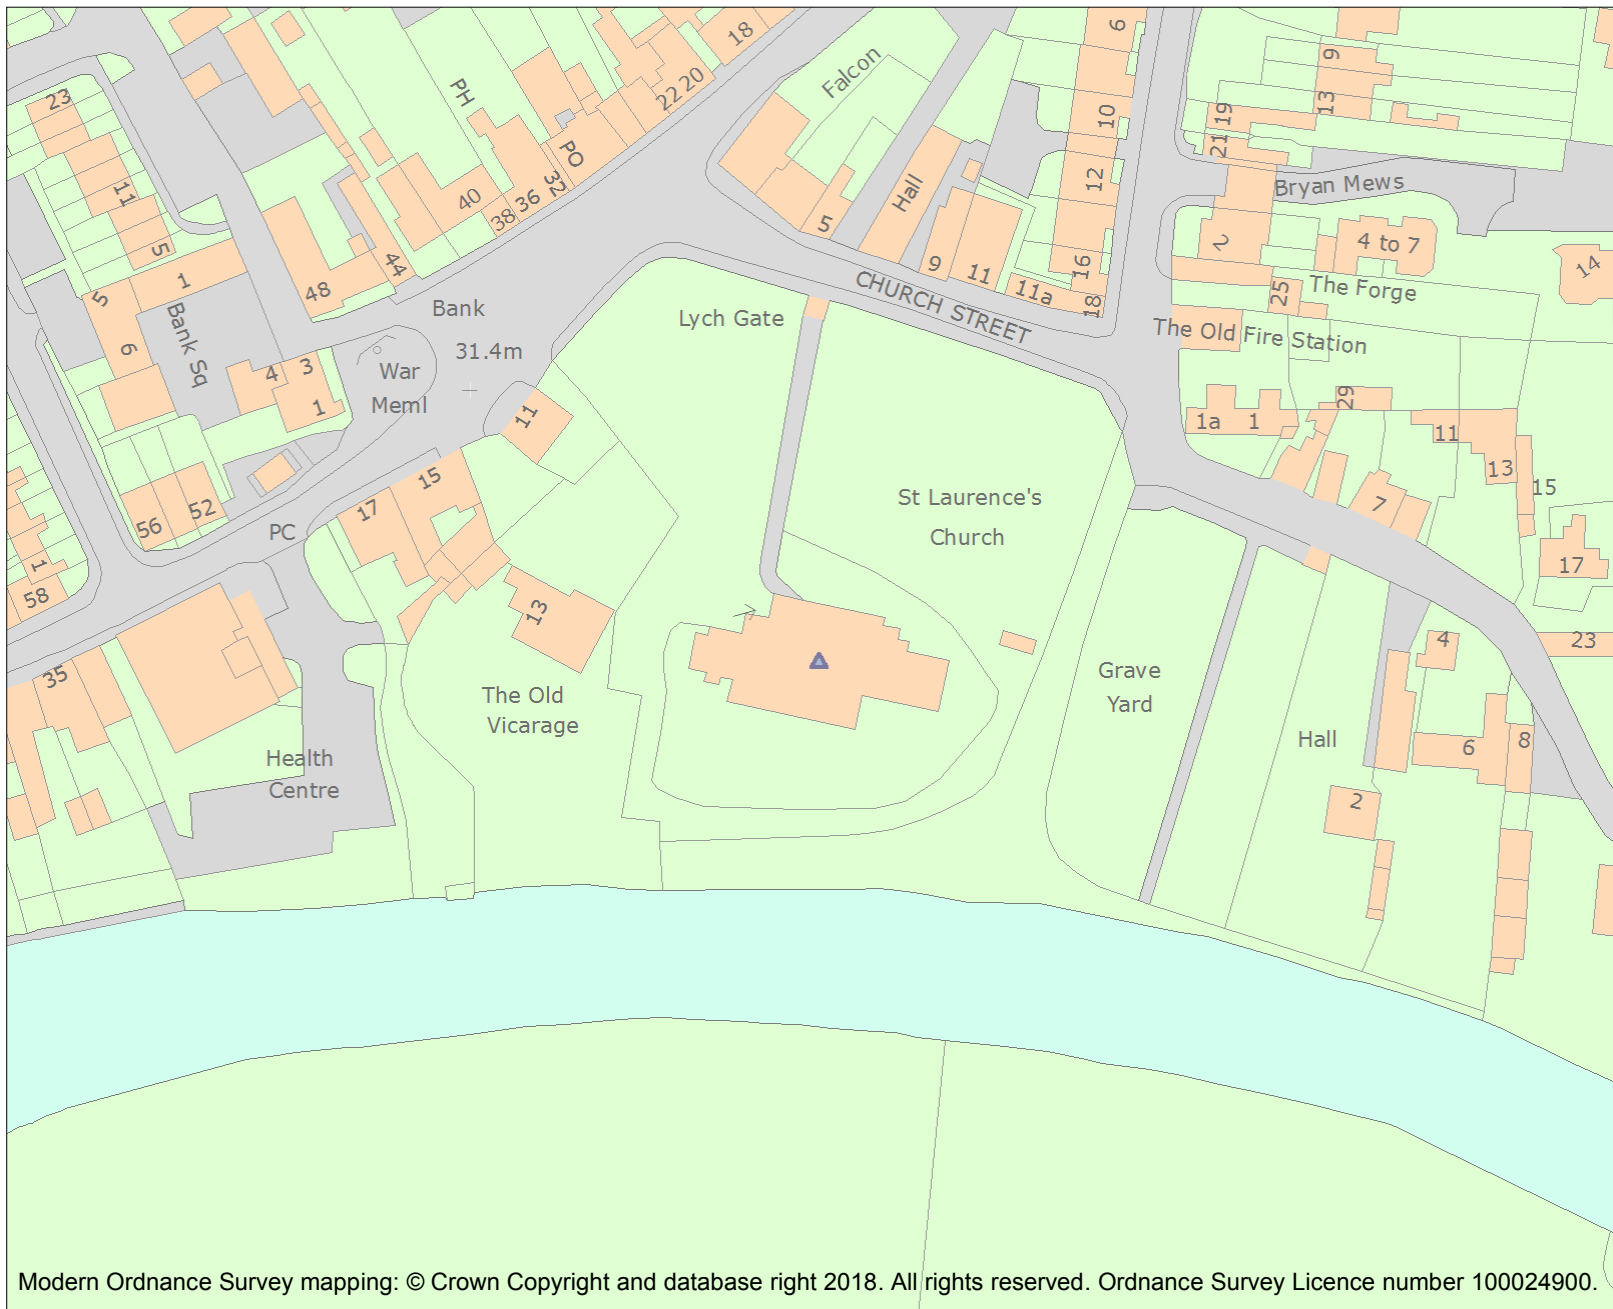 6
18
9
Falcon
20
22
PH
23
10
19
13
21
PO
32
12
11
40
36
38
Bryan Mews
Hall
5
5
2
4 to 7
14
9
11
16
44
1
48
5
CHURCH STREET
11a
18
25
The Forge
Bank
Lych Gate
Bank Sq
6
31.4m
The Old Fire Station
War
Meml
4
3
1
11
29
1a
1
11
13
15
15
17
7
St Laurence's
Church
52
56
PC
1
58
17
13
4
23
35
Grave
Yard
The Old
Vicarage
Hall
6
8
Health
Centre
2
Modern Ordnance Survey mapping: © Crown Copyright and database right 2018. All rights reserved. Ordnance Survey Licence number 100024900.